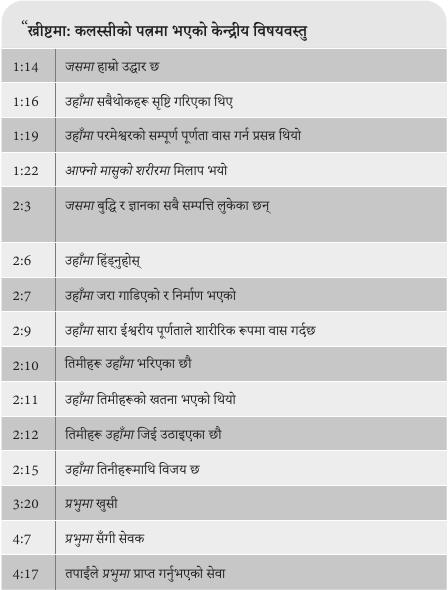 “ख्रीष्टमा: कलस्सीको पत्रमा भएको केन्द्रीय विषयवस्तु
1:14 जसमा हाम्रो उद्धार छ
1:16 उहाँमा सबैथोकहरू सृष्टि गरिएका थिए
1:19 उहाँमा परमेश्वरको सम्पूर्ण पूर्णता वास गर्न प्रसन्न थियो
1:22 आफ्नो मासुको शरीरमा मिलाप भयो
2:3 जसमा बुद्धि र ज्ञानका सबै सम्पत्ति लुकेका छन्
2:6 उहाँमा हिंड्नुहोस्
2:7 उहाँमा जरा गाडिएको र निर्माण भएको
2:9 उहाँमा सारा ईश्वरीय पूर्णताले शारीरिक रूपमा वास गर्दछ
2:10 तिमीहरू उहाँमा भरिएका छौ
2:11 उहाँमा तिमीहरूको खतना भएको थियो
2:12 तिमीहरू उहाँमा जिई उठाइएका छौ
2:15 उहाँमा तिनीहरूमाथि विजय छ
3:20 प्रभुमा खुसी
4:7 प्रभुमा सँगी सेवक
4:17 तपाईंले प्रभुमा प्राप्त गर्नुभएको सेवा